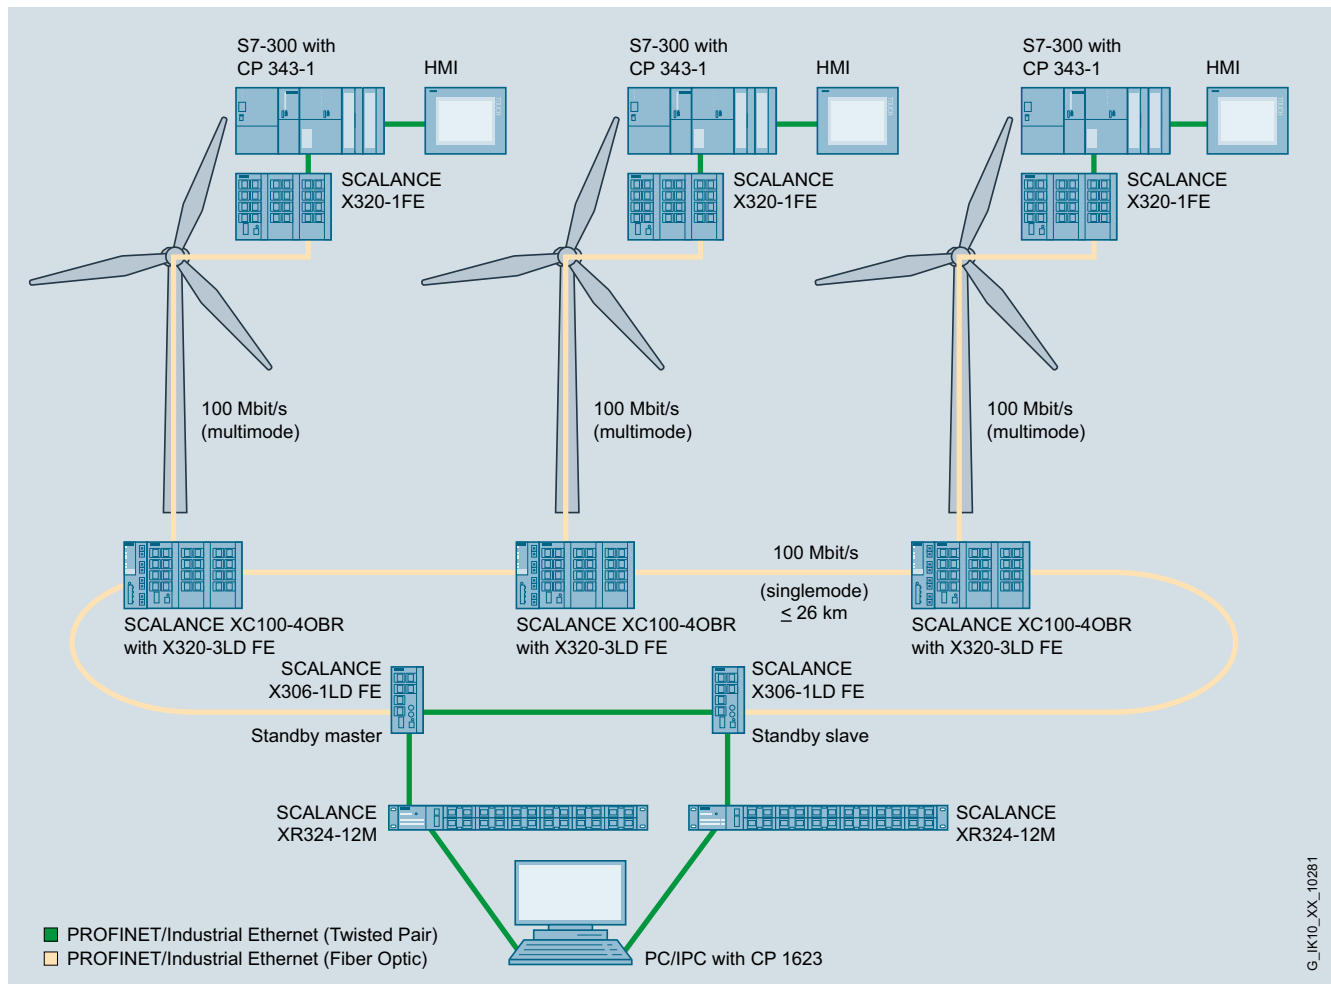 S7-300 with
CP 343-1
HMI
S7-300 with
CP 343-1
HMI
S7-300 with
CP 343-1
HMI
SCALANCE
X320-1FE
SCALANCE
X320-1FE
SCALANCE
X320-1FE
100 Mbit/s
(multimode)
100 Mbit/s
(multimode)
100 Mbit/s
(multimode)
100 Mbit/s
(singlemode)
≤ 26 km
SCALANCE XC100-4OBR
with X320-3LD FE
SCALANCE XC100-4OBR
with X320-3LD FE
SCALANCE XC100-4OBR
with X320-3LD FE
SCALANCE
X306-1LD FE
Standby master
SCALANCE
X306-1LD FE
Standby slave
SCALANCE
XR324-12M
SCALANCE
XR324-12M
PC/IPC with CP 1623
PROFINET/Industrial Ethernet (Twisted Pair)
PROFINET/Industrial Ethernet (Fiber Optic)
G_IK10_XX_10281